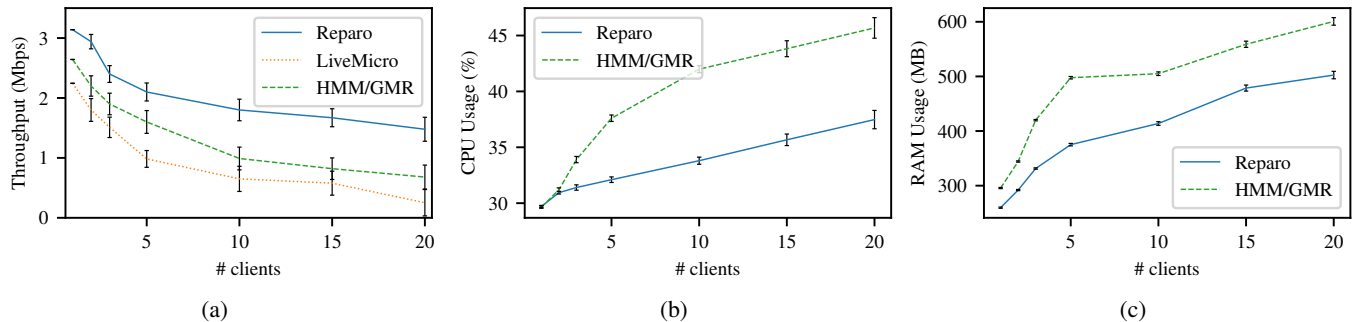 Throughput (Mbps)
3
2
1
0
Reparo
LiveMicro
HMM/GMR
5 10 15 20
# clients
(a)
CPU Usage (%)
45
40
35
30
Reparo
HMM/GMR
5 10 15 20
# clients
(b)
RAM Usage (MB)
600
500
400
300
Reparo
HMM/GMR
5 10 15 20
# clients
(c)